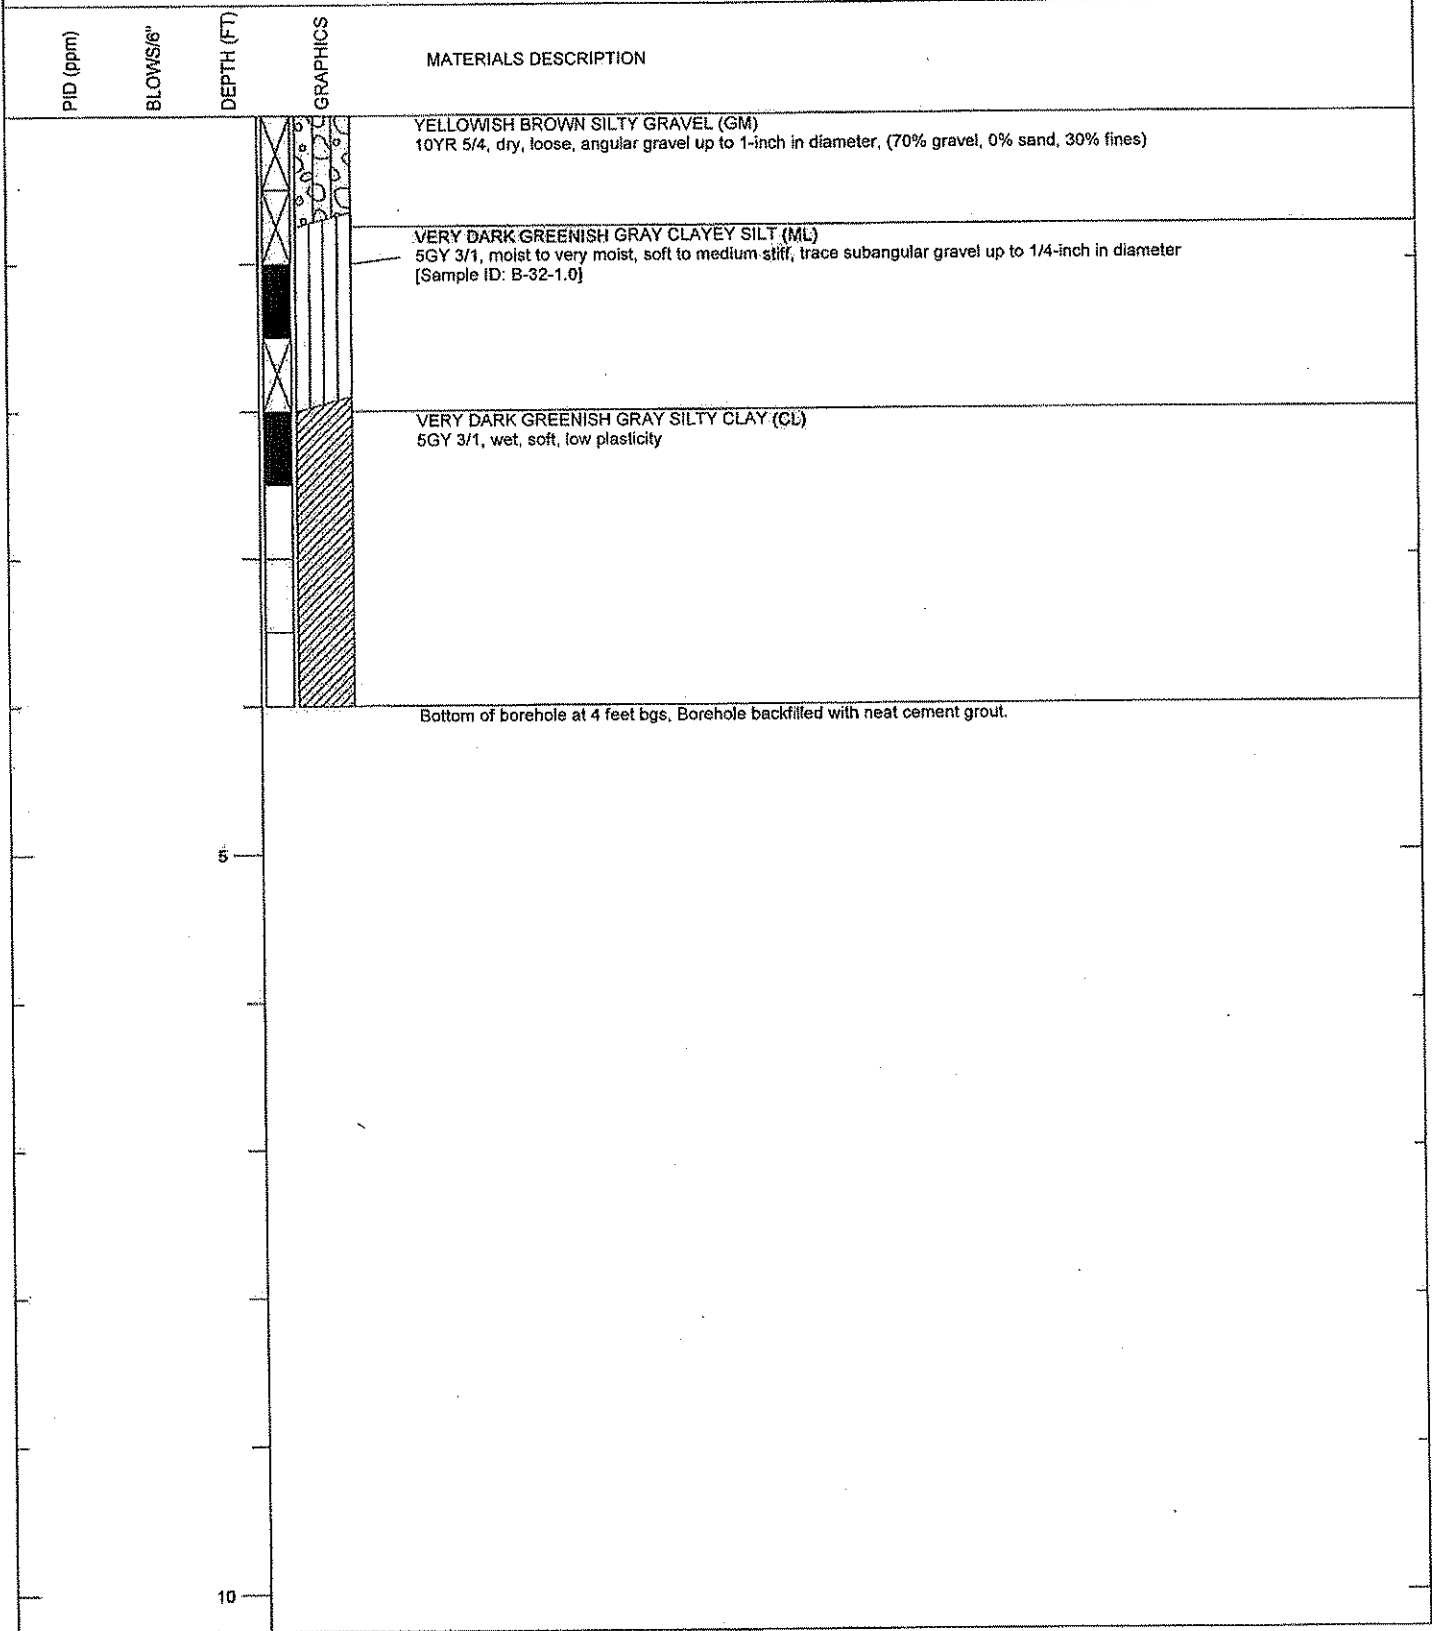 PID (ppm)
BLOWS/6"
DEPTH (FT)
GRAPHICS
MATERIALS DESCRIPTION
YELLOWISH BROWN SILTY GRAVEL (GM)
10YR 5/4, dry, loose, angular gravel up to 1-inch in diameter, (70% gravel, 0% sand, 30% fines)
VERY DARK GREENISH GRAY CLAYEY SILT (ML)
5GY 3/1, moist to very moist, soft to medium stiff, trace subangular gravel up to 1/4-inch in diameter
[Sample ID: B-32-1.0]
VERY DARK GREENISH GRAY SILTY CLAY (CL)
5GY 3/1, wet, soft, low plasticity
Bottom of borehole at 4 feet bgs, Borehole backfilled with neat cement grout.
5
10